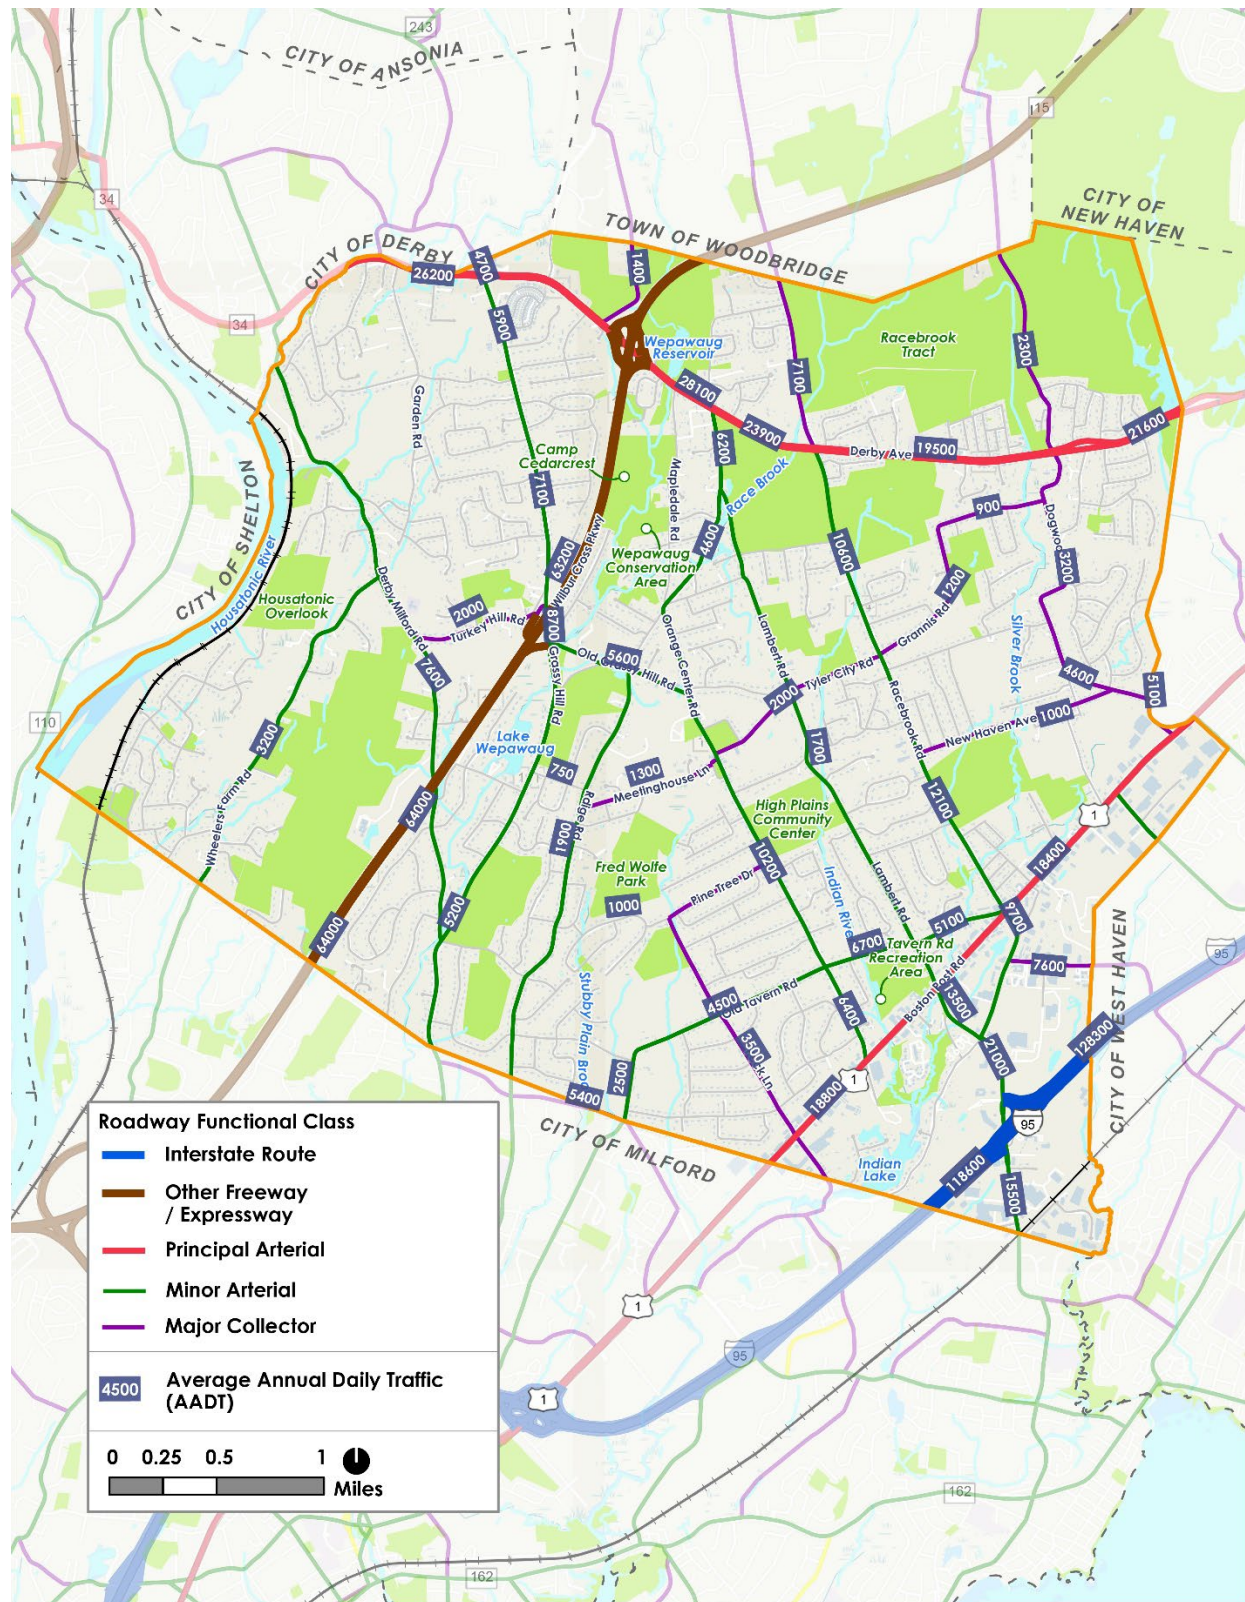 243
CITY OF ANSONIA
15
34
CITY OF
NEW HAVEN
TOWN OF WOODBRIDGE
CITY OF DERBY
4700
1400
26200
34
5900
2300
Wepawaug
Reservoir
Racebrook
Tract
7100
28100
Garden Rd
23900
21600
6200
19500
Derby Ave
Camp
Cedarcrest
Mapledale Rd
Race Brook
7100
CITY OF SHELTON
900
4600
10600
63200
Wilbur Cross Pkwy
Wepawaug
Conservation
Area
3200
1200
Housatonic River
Housatonic
Overlook
2000
Turkey Hill Rd
8700
Derby Milford Rd
Grassy Hill Rd
Orange Center Rd
Lambert Rd
Grannis Rd
Silver Brook
5600
Old Grassy Hill Rd
7600
Tyler City Rd
4600
5100
2000
110
3200
Lake
Wepawaug
1700
Racebrook Rd
New Haven Ave
1000
750
1300
Meetinghouse Ln
64000
Ridge Rd
12100
1
Wheelers Farm Rd
1900
High Plains
Community
Center
18400
Fred Wolfe
Park
10200
Pine Tree Dr
Indian River
Lambert Rd
1000
5200
9700
5100
64000
6700
Tavern Rd
Recreation
Area
7600
95
CITY OF WEST HAVEN
Stubby Plain Brook
4500
Old Tavern Rd
6400
Boston Post Rd
13500
128300
3500
2500
21000
1
18800
5400
95
CITY OF MILFORD
Indian
Lake
118600
15500
Roadway Functional Class
Interstate Route
Other Freeway
/ Expressway
Principal Arterial
Minor Arterial
Major Collector
4500
Average Annual Daily Traffic
(AADT)
0 0.25 0.5 1
Miles
1
95
1
162
162